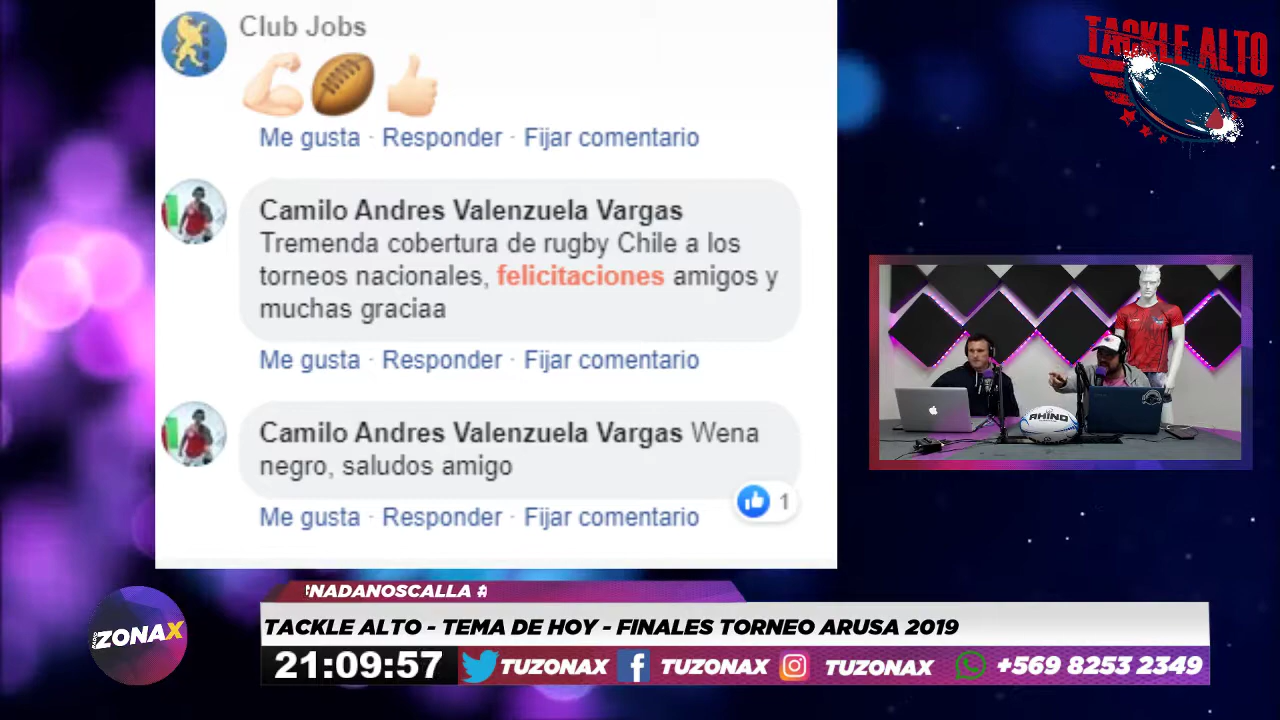 Club Jobs
Me gusta · Responder · Fijar comentario
Camilo Andres Valenzuela Vargas
Tremenda cobertura de rugby Chile a los
torneos nacionales, felicitaciones amigos y
muchas graciaa
Me gusta · Responder · Fijar comentario
Camilo Andres Valenzuela Vargas Wena
negro, saludos amigo
1
Me gusta · Responder · Fijar comentario
TACKLE ALTO
RHINO
NADANOSCALLA #
ZONAX
TACKLE ALTO - TEMA DE HOY - FINALES TORNEO ARUSA 2019
21:09:57 TUZONAX TUZONAX TUZONAX +569 8253 2349